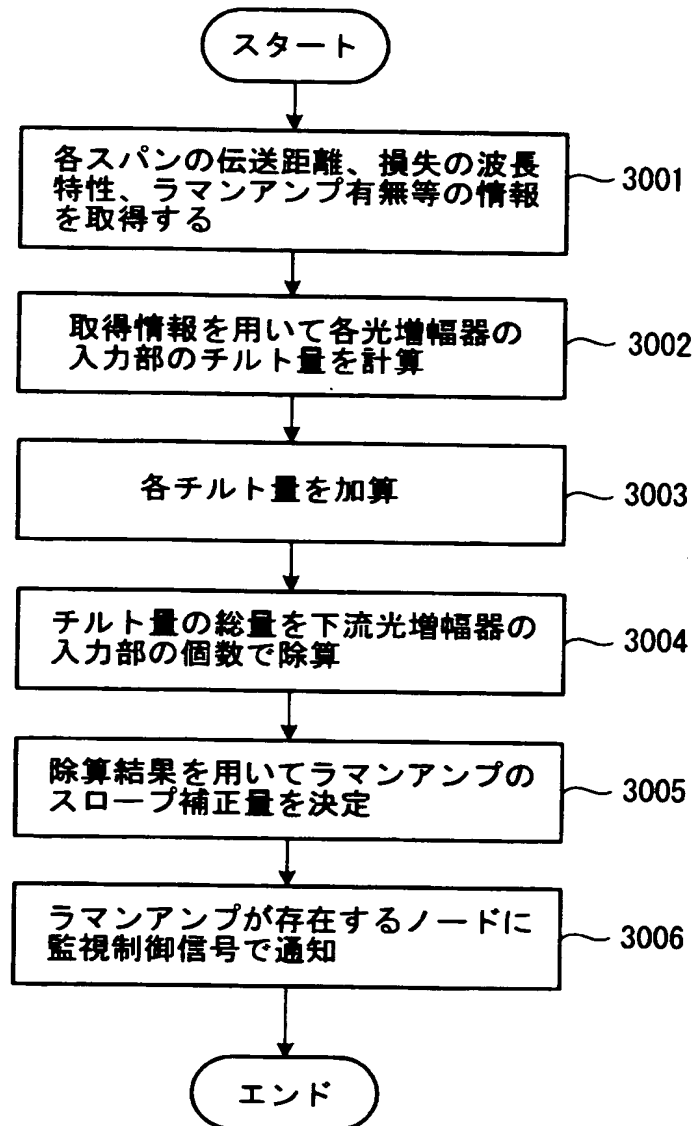 スタート
各スパンの伝送距離、損失の波長
特性、ラマンアンプ有無等の情報
を取得する
3001
取得情報を用いて各光増幅器の
入力部のチルト量を計算
3002
各チルト量を加算
3003
チルト量の総量を下流光増幅器の
入力部の個数で除算
3004
除算結果を用いてラマンアンプの
スロープ補正量を決定
3005
ラマンアンプが存在するノードに
監視制御信号で通知
3006
エンド